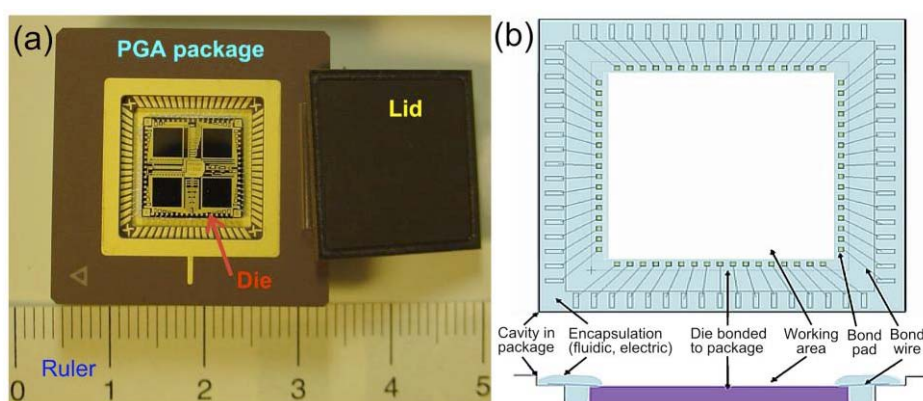 (a)
PGA package
Lid
Die
Ruler
0 1 2 3 4 5
(b)
Cavity in
package
Encapsulation
(fluidic, electric)
Die bonded
to package
Working
area
Bond
pad
Bond
wire